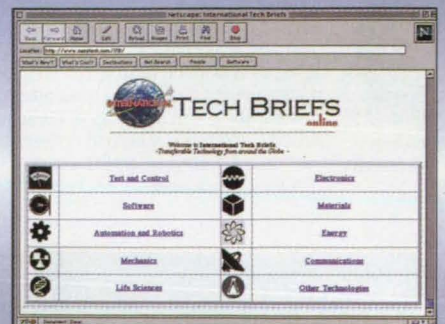 Netscape: International Tech Briefs
Back Forward Home Edit Reload Images Print Find Stop
Location:
What's New? What's Cool? Destinations Net Search People Software
INTERNATIONAL
TECH BRIEFS
online
Welcome to International Tech Briefs
-Transferable Technology from around the Globe -
Test and Control Electronics
Software Materials
Automation and Robotics Energy
Mechanics Communications
Life Sciences Other Technologies